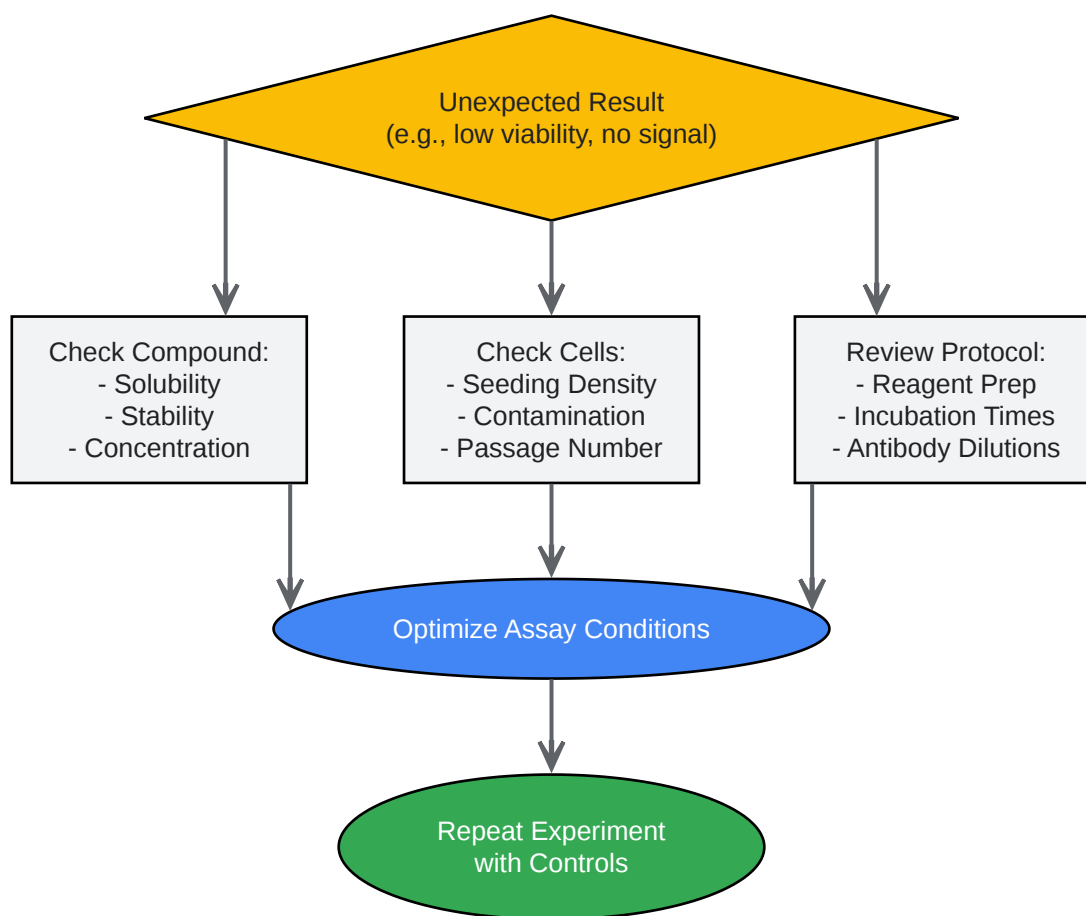 Unexpected Result
(e.g., low viability, no signal)
Check Compound:
- Solubility
- Stability
- Concentration
Check Cells:
- Seeding Density
- Contamination
- Passage Number
Review Protocol:
- Reagent Prep
- Incubation Times
- Antibody Dilutions
Optimize Assay Conditions
Repeat Experiment
with Controls